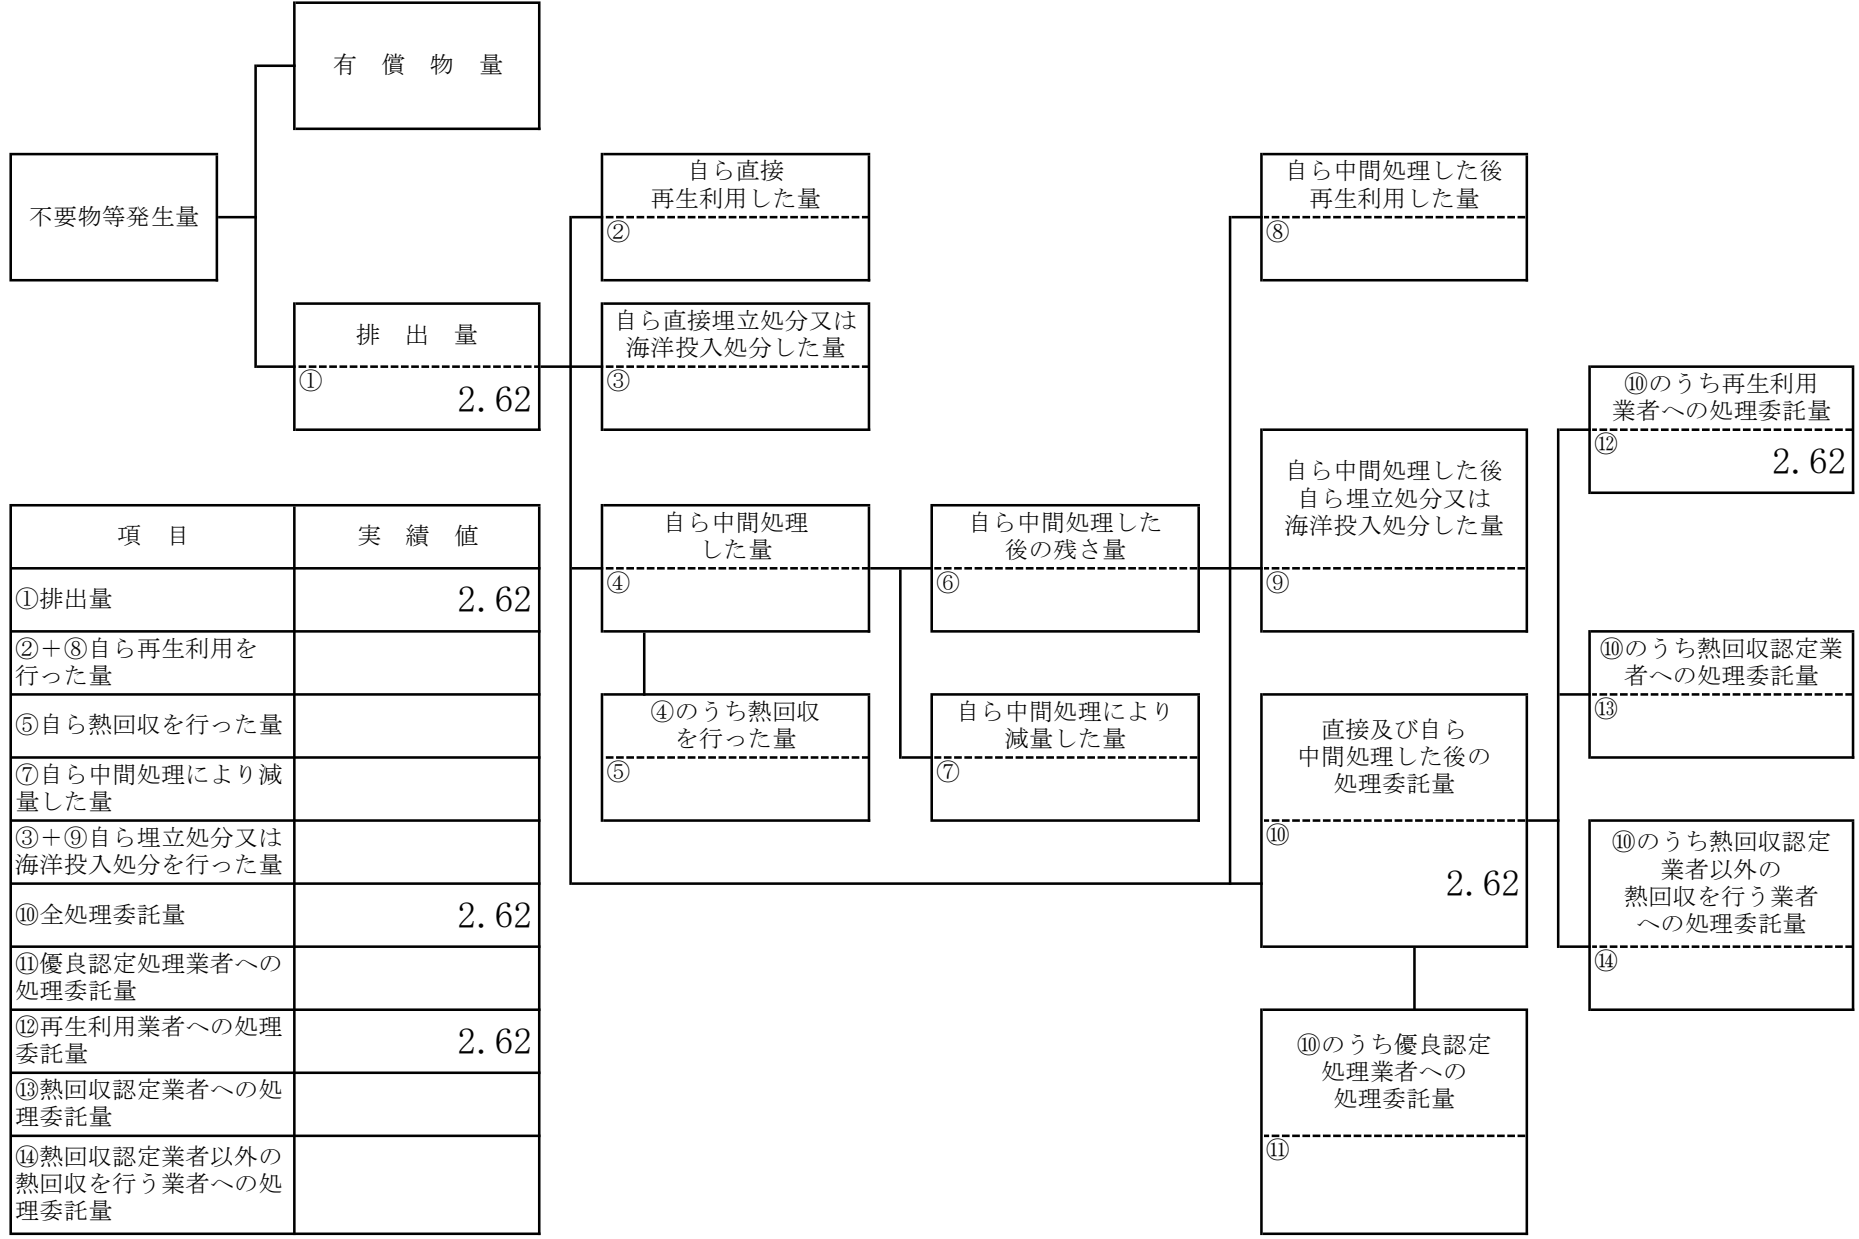 有　償　物　量
不要物等発生量
排　出　量
①
2.62
自ら直接
再生利用した量
②
自ら直接埋立処分又は
海洋投入処分した量
③
自ら中間処理
した量
④
④のうち熱回収
を行った量
⑤
自ら中間処理した
後の残さ量
⑥
自ら中間処理により
減量した量
⑦
自ら中間処理した後
再生利用した量
⑧
自ら中間処理した後
自ら埋立処分又は
海洋投入処分した量
⑨
直接及び自ら
中間処理した後の
処理委託量
⑩
2.62
⑩のうち優良認定
処理業者への
処理委託量
⑪
⑩のうち再生利用
業者への処理委託量
⑫
2.62
⑩のうち熱回収認定業
者への処理委託量
⑬
⑩のうち熱回収認定
業者以外の
熱回収を行う業者
への処理委託量
⑭
項　目
実　績　値
①排出量
2.62
②＋⑧自ら再生利用を
行った量
⑤自ら熱回収を行った量
⑦自ら中間処理により減
量した量
③＋⑨自ら埋立処分又は
海洋投入処分を行った量
⑩全処理委託量
2.62
⑪優良認定処理業者への
処理委託量
⑫再生利用業者への処理
委託量
2.62
⑬熱回収認定業者への処
理委託量
⑭熱回収認定業者以外の
熱回収を行う業者への処
理委託量